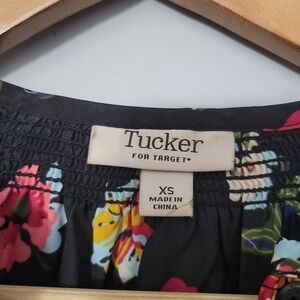 Tucker
FOR TARGET*
XS
MADE IN
CHINA